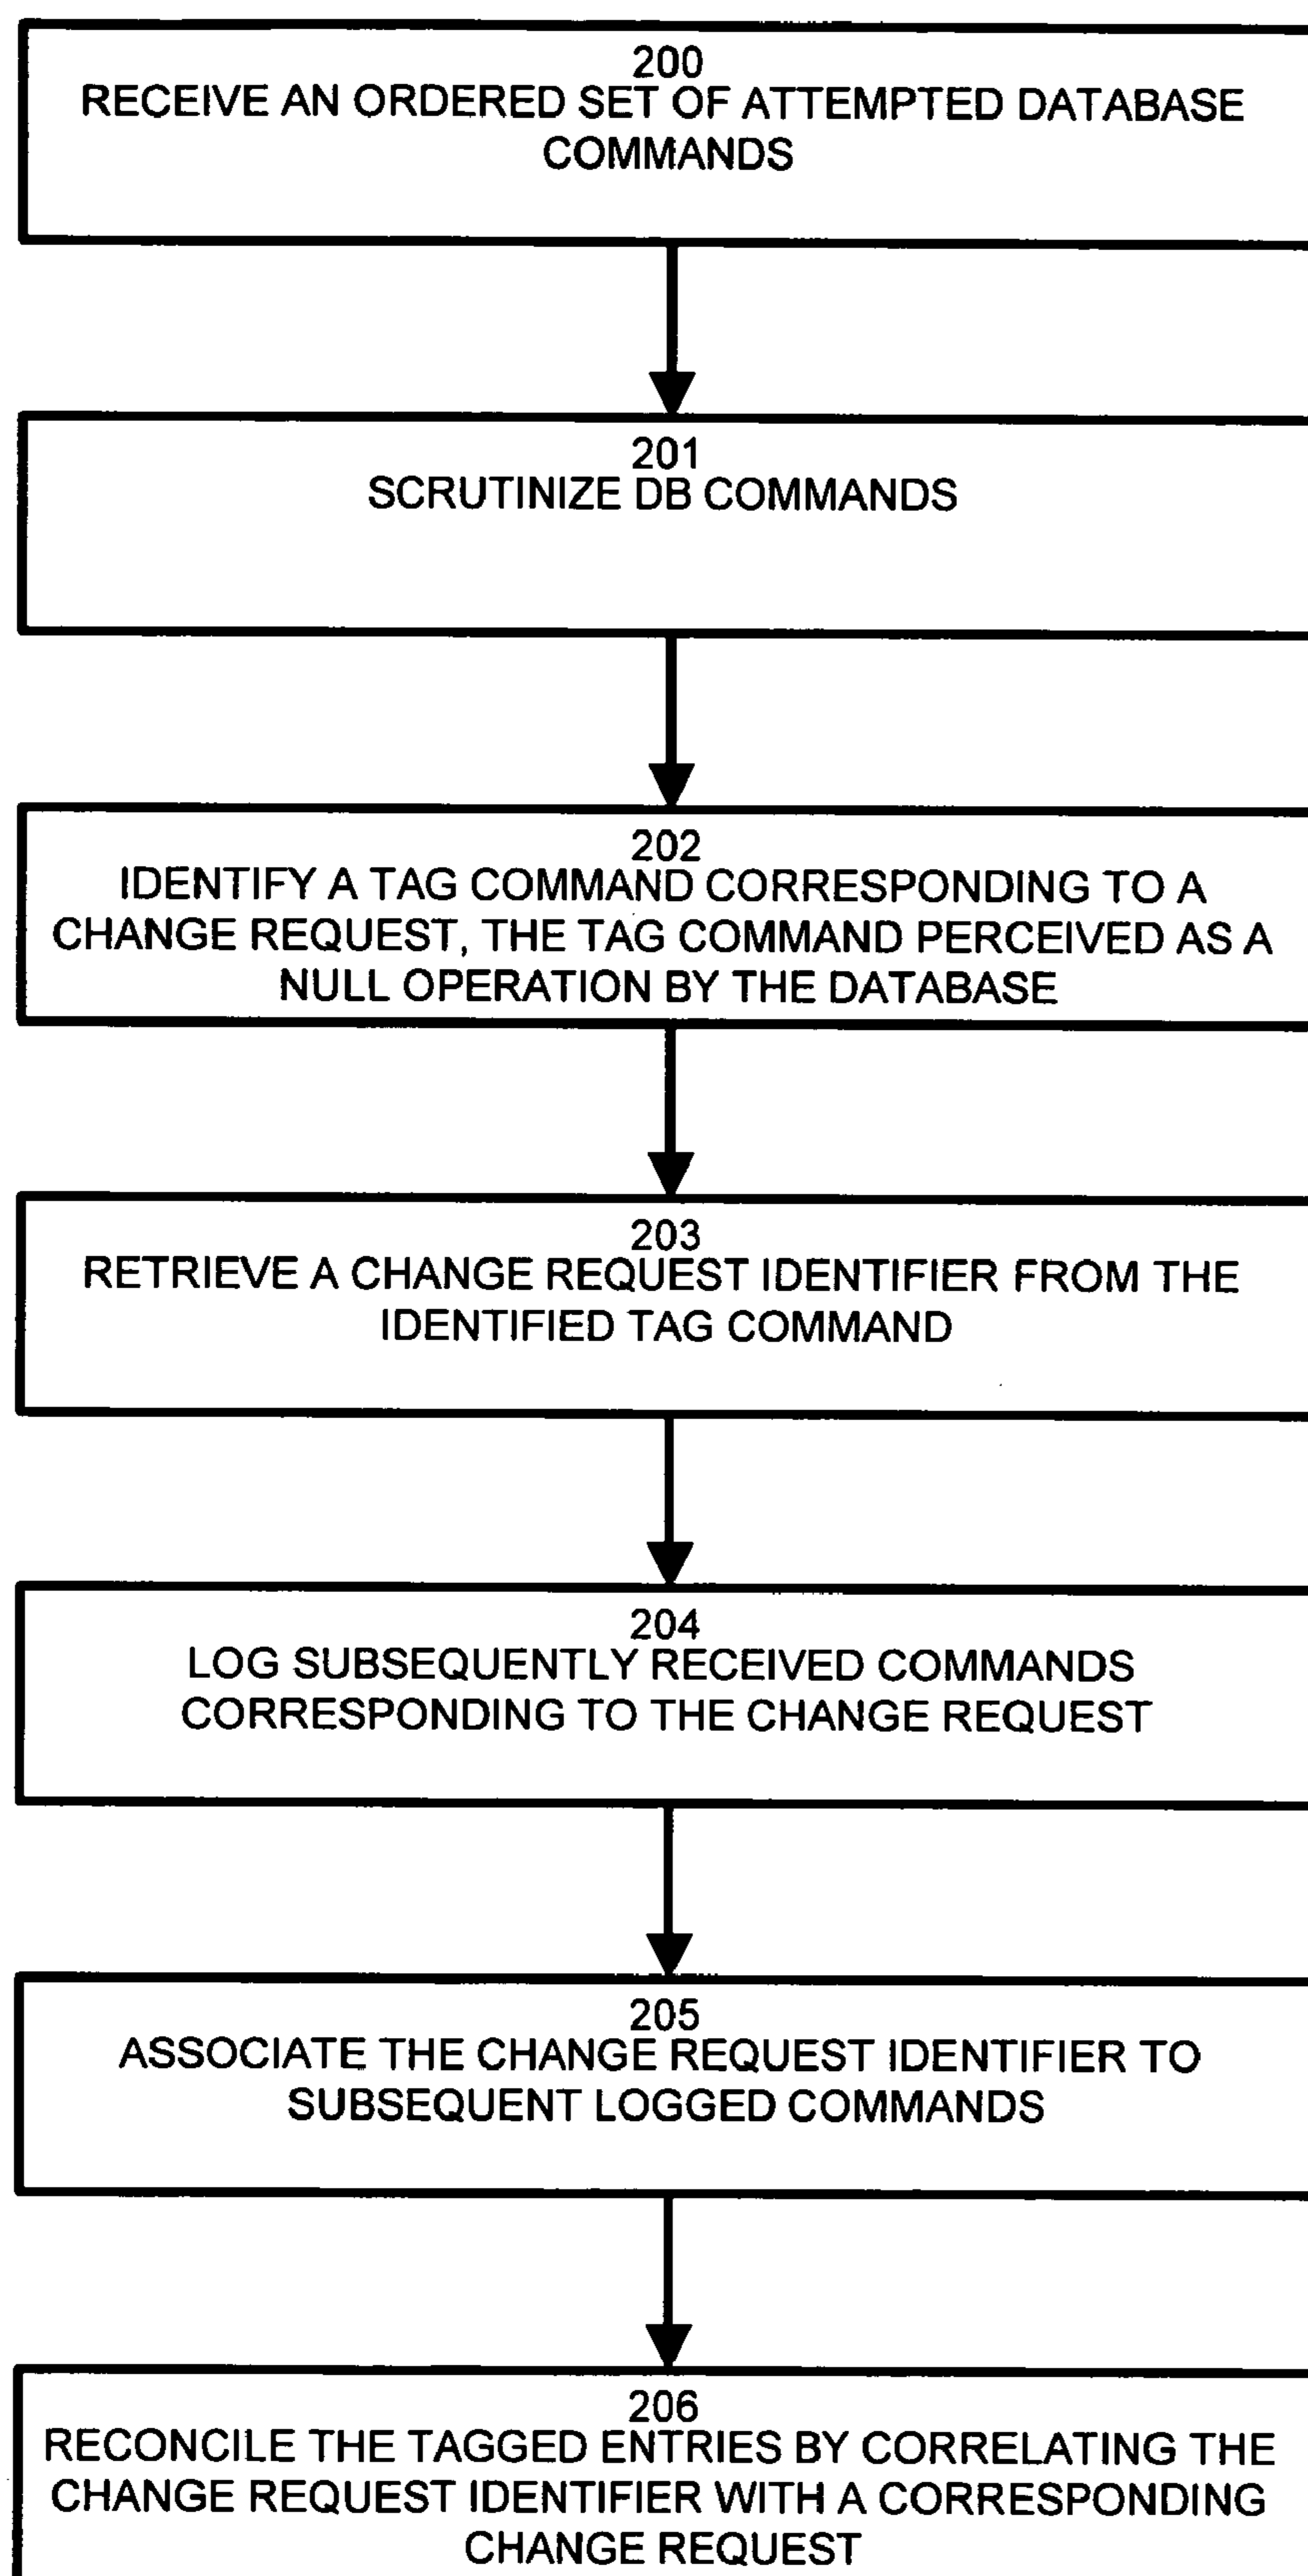 200
RECEIVE AN ORDERED SET OF ATTEMPTED DATABASE
COMMANDS
201
SCRUTINIZE DB COMMANDS
202
IDENTIFY A TAG COMMAND CORRESPONDING TO A
CHANGE REQUEST, THE TAG COMMAND PERCEIVED AS A
NULL OPERATION BY THE DATABASE
203
RETRIEVE A CHANGE REQUEST IDENTIFIER FROM THE
IDENTIFIED TAG COMMAND
204
LOG SUBSEQUENTLY RECEIVED COMMANDS
CORRESPONDING TO THE CHANGE REQUEST
205
ASSOCIATE THE CHANGE REQUEST IDENTIFIER TO
SUBSEQUENT LOGGED COMMANDS
206
RECONCILE THE TAGGED ENTRIES BY CORRELATING THE
CHANGE REQUEST IDENTIFIER WITH A CORRESPONDING
CHANGE REQUEST